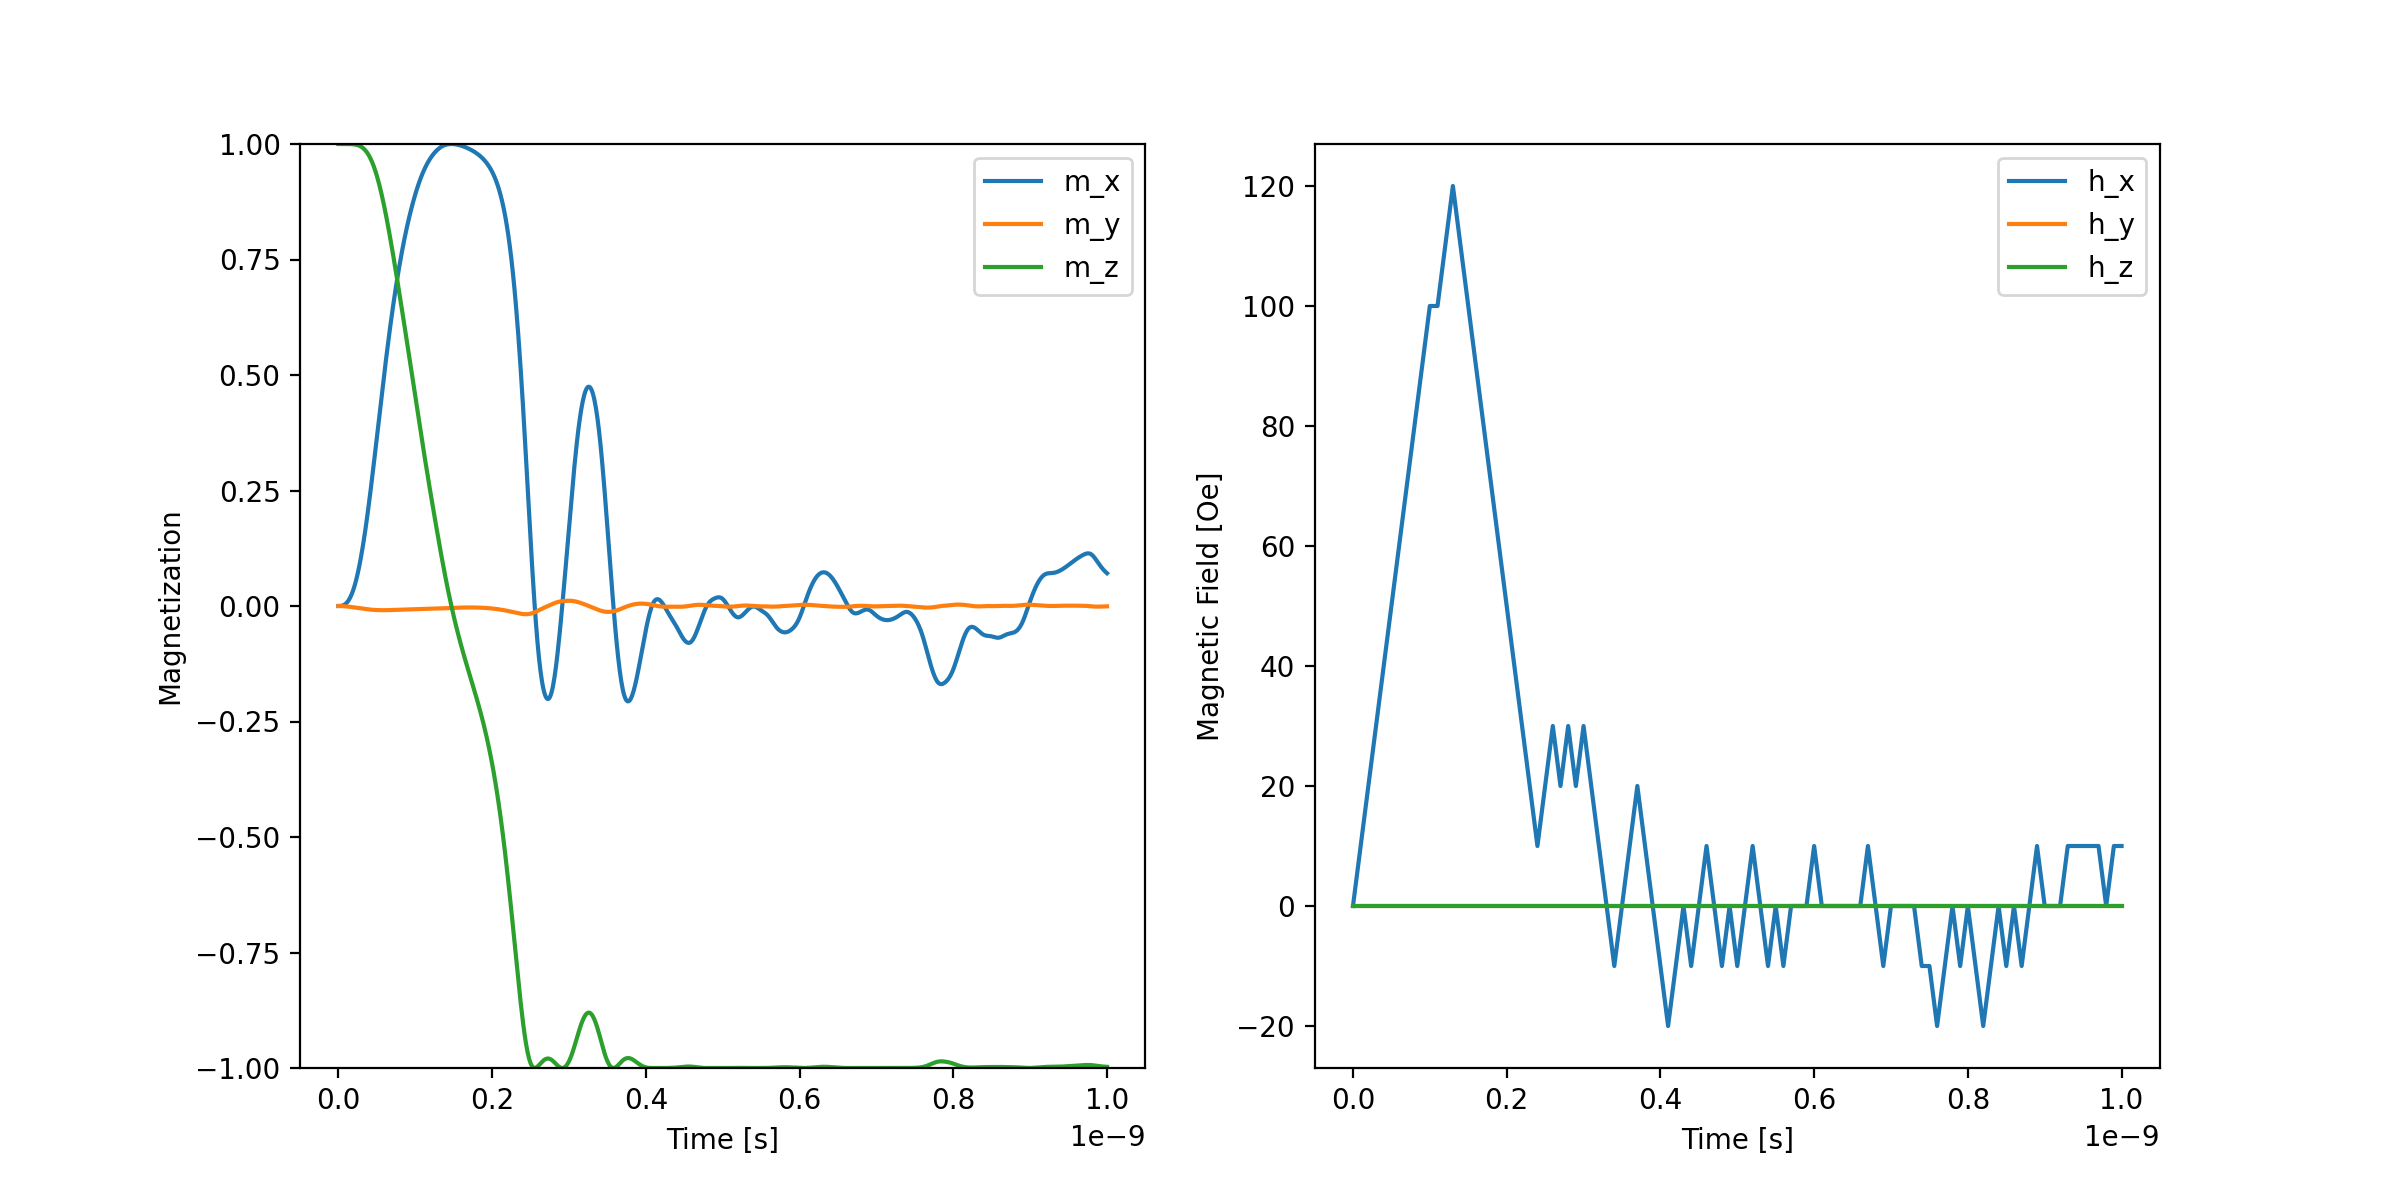 1.00
0.75
0.50
0.25
0.00
−0.25
−0.50
−0.75
−1.00
Magnetization
0.0 0.2 0.4 0.6 0.8 1.0
1e−9
Time [s]
m_x
m_y
m_z
120
100
80
60
40
20
0
−20
Magnetic Field [Oe]
0.0 0.2 0.4 0.6 0.8 1.0
1e−9
Time [s]
h_x
h_y
h_z